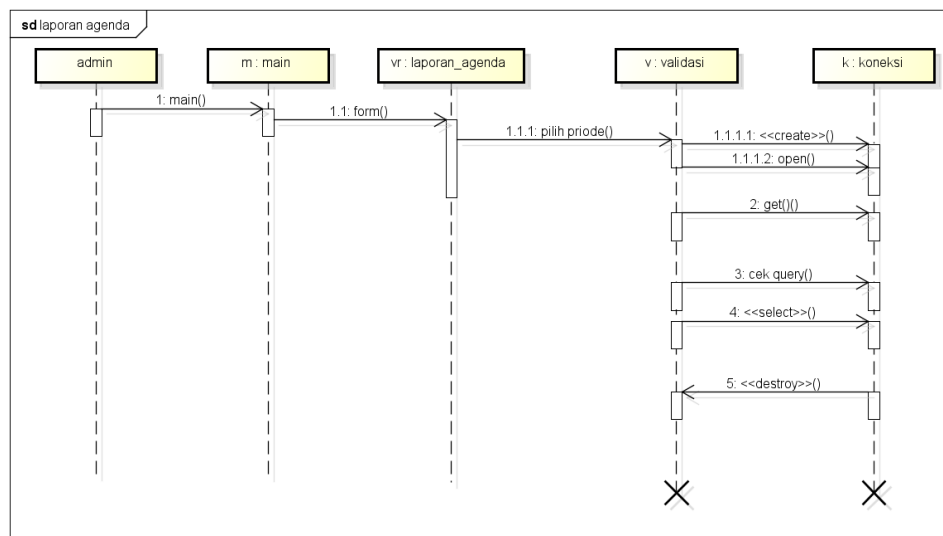 sd laporan agenda
admin
m : main
vr : laporan_agenda
v : validasi
k : koneksi
1: main()
1.1: form()
1.1.1: pilih priode()
1.1.1.1: <<create>>()
1.1.1.2: open()
2: get()()
3: cek query()
4: <<select>>()
5: <<destroy>>()